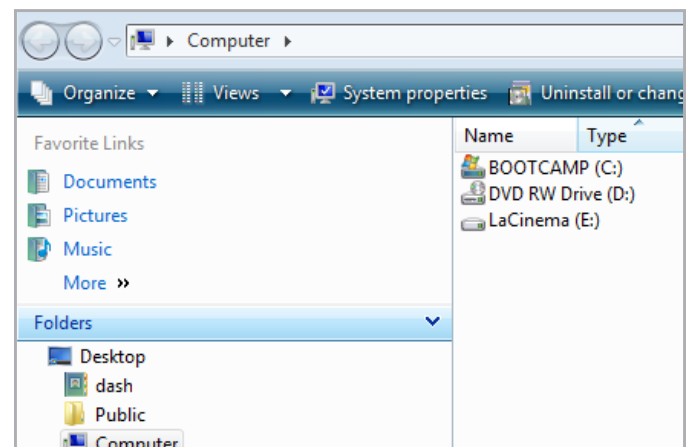 Computer
Organize Views System properties Uninstall or chang
Favorite Links
Documents
Pictures
Music
More »
Folders
Desktop
dash
Public
Computer
Name Type
BOOTCAMP (C:)
DVD RW Drive (D:)
LaCinema (E:)